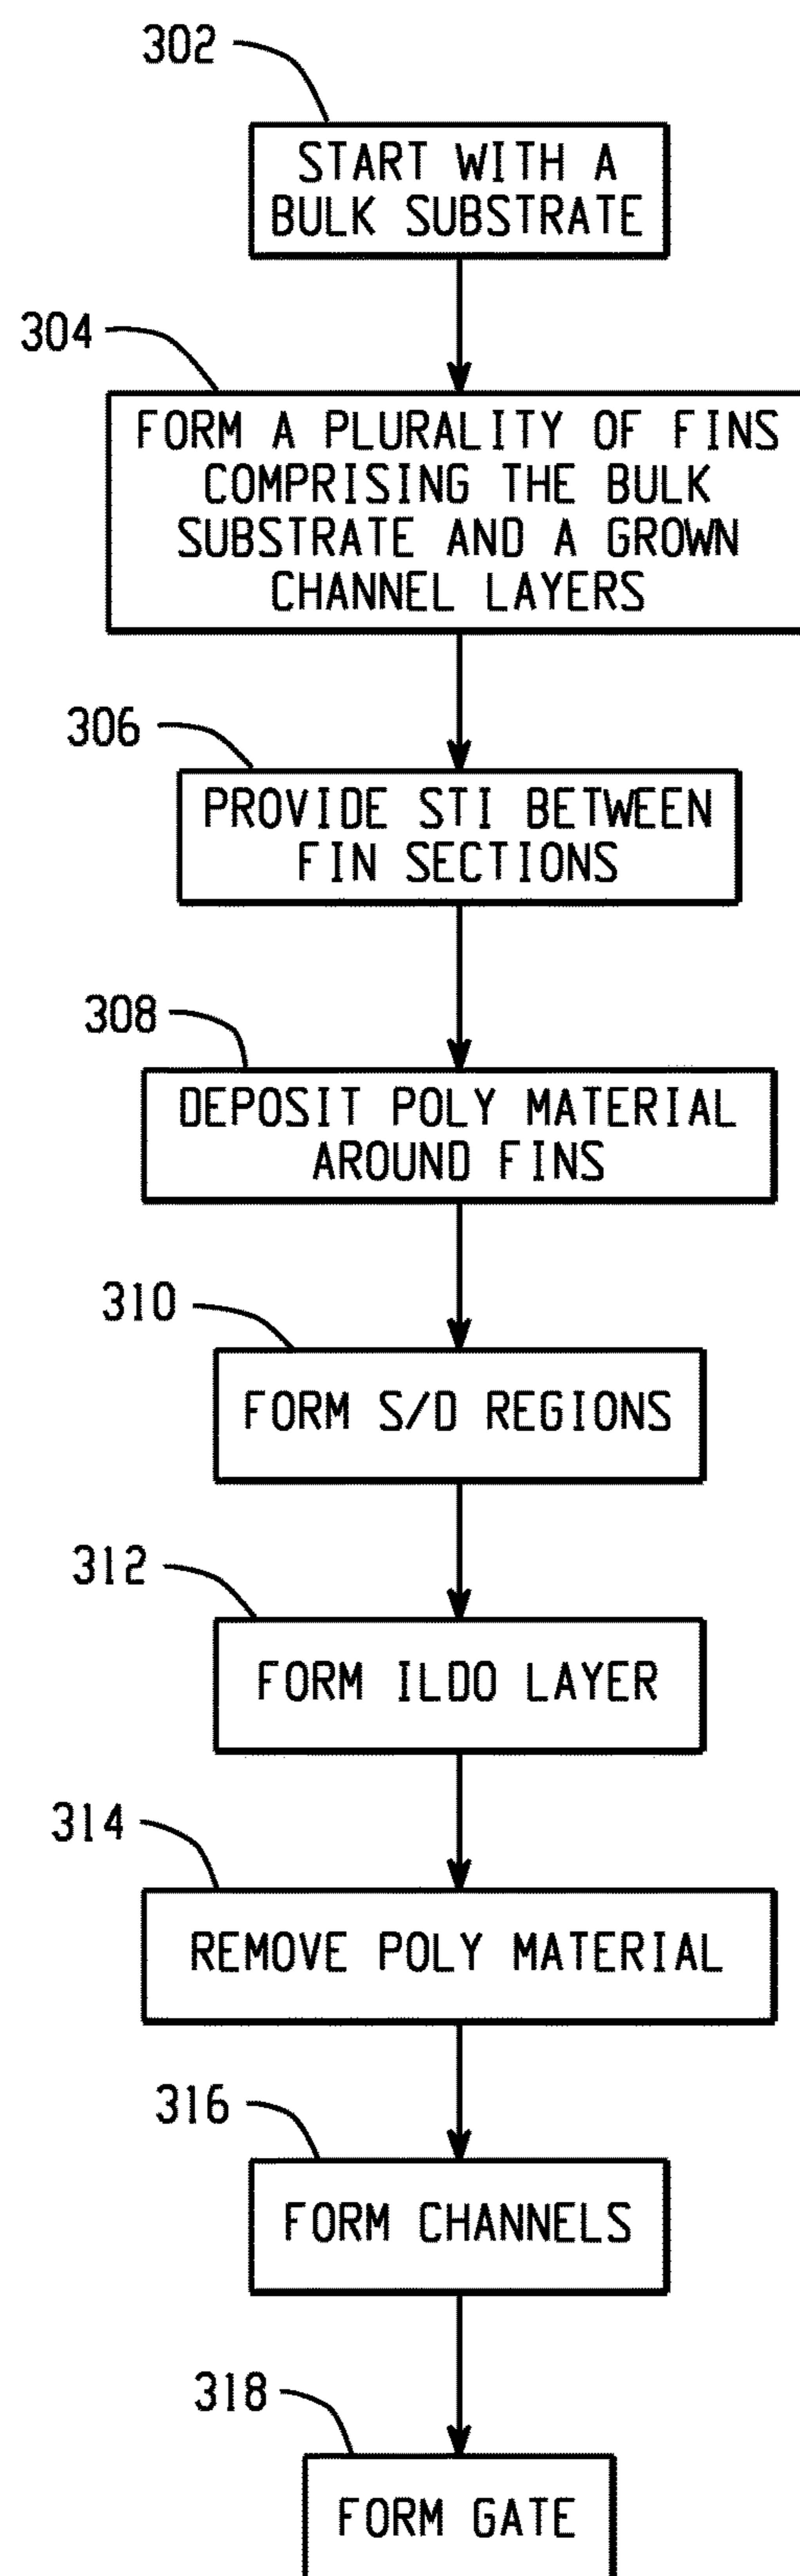 302
START WITH A
BULK SUBSTRATE
304
FORM A PLURALITY OF FINS
COMPRISING THE BULK
SUBSTRATE AND A GROWN
CHANNEL LAYERS
306
PROVIDE STI BETWEEN
FIN SECTIONS
308
DEPOSIT POLY MATERIAL
AROUND FINS
310
FORM S/D REGIONS
312
FORM ILDO LAYER
314
REMOVE POLY MATERIAL
316
FORM CHANNELS
318
FORM GATE